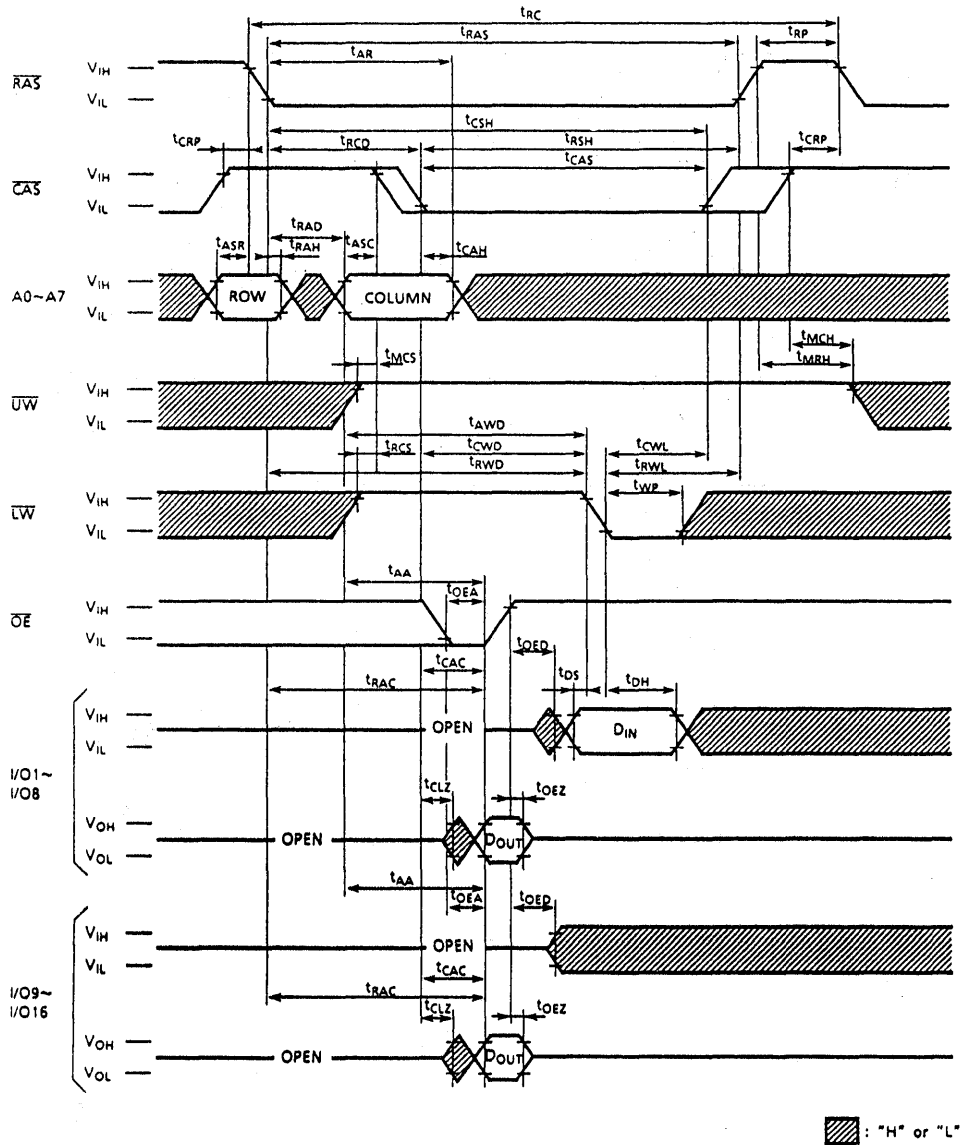 tRC
tRAS
tRP
tAR
RAS
VIH
VIL
tCSH
tCRP
tRCD
tRSH
tCRP
tCAS
CAS
VIH
VIL
tRAD
tASR
tRAH
tASC
tCAH
A0~A7
VIH
VIL
ROW
COLUMN
tMCH
tMCS
tMRH
UW
VIH
VIL
tAWD
tRCS
tCWD
tCWL
tRWD
tRWL
tWP
LW
VIH
VIL
tAA
tOEA
OE
VIH
VIL
tOED
tCAC
tDS
tRAC
tDH
I/O1~
I/O8
VIH
VIL
OPEN
DIN
tCLZ
tOEZ
VOH
VOL
OPEN
DOUT
tAA
tOEA
tOED
I/O9~
I/O16
VIH
VIL
OPEN
tCAC
tRAC
tCLZ
tOEZ
VOH
VOL
OPEN
DOUT
: "H" or "L"